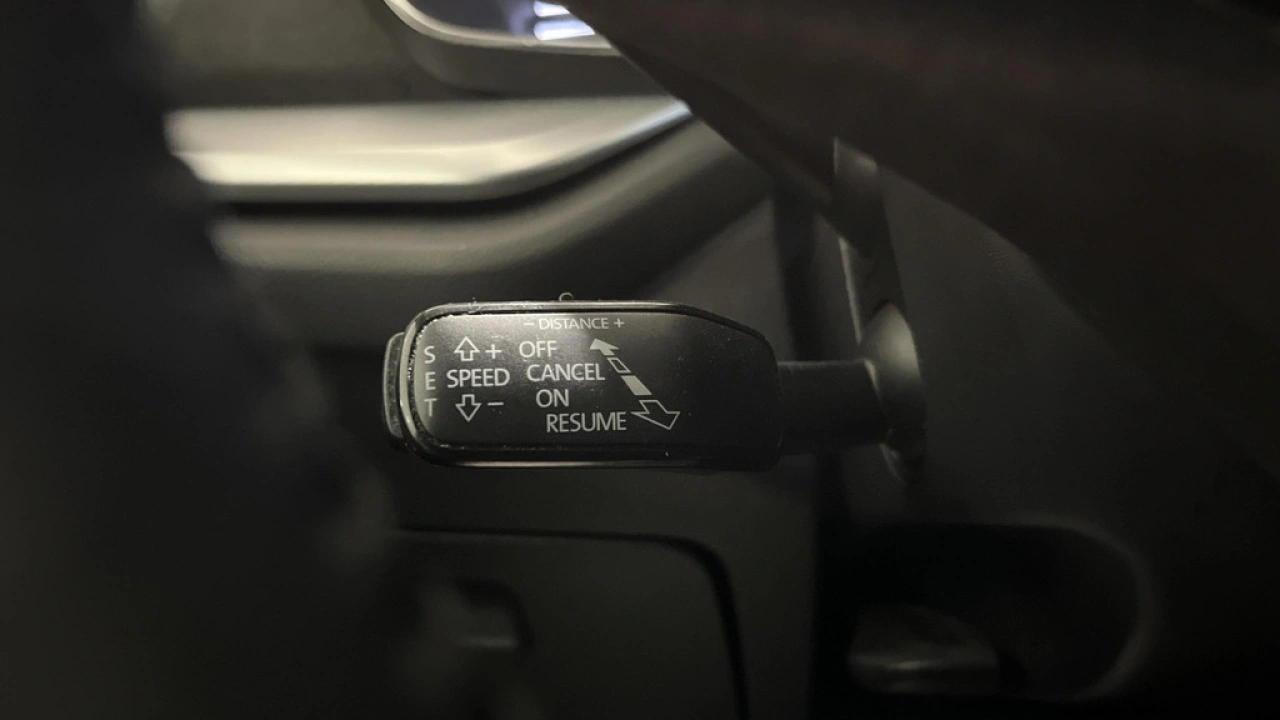 - DISTANCE +
S + OFF
E SPEED CANCEL
T - ON
RESUME